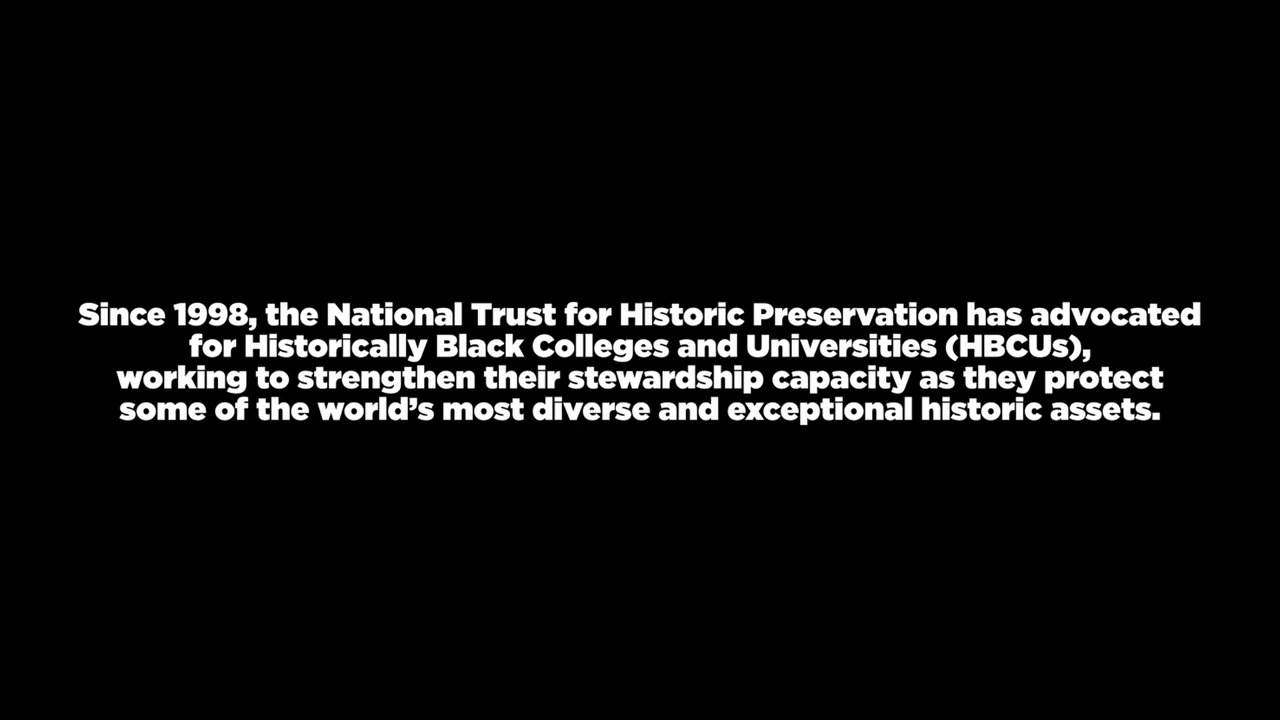 Since 1998, the National Trust for Historic Preservation has advocated
for Historically Black Colleges and Universities (HBCUs),
working to strengthen their stewardship capacity as they protect
some of the world’s most diverse and exceptional historic assets.